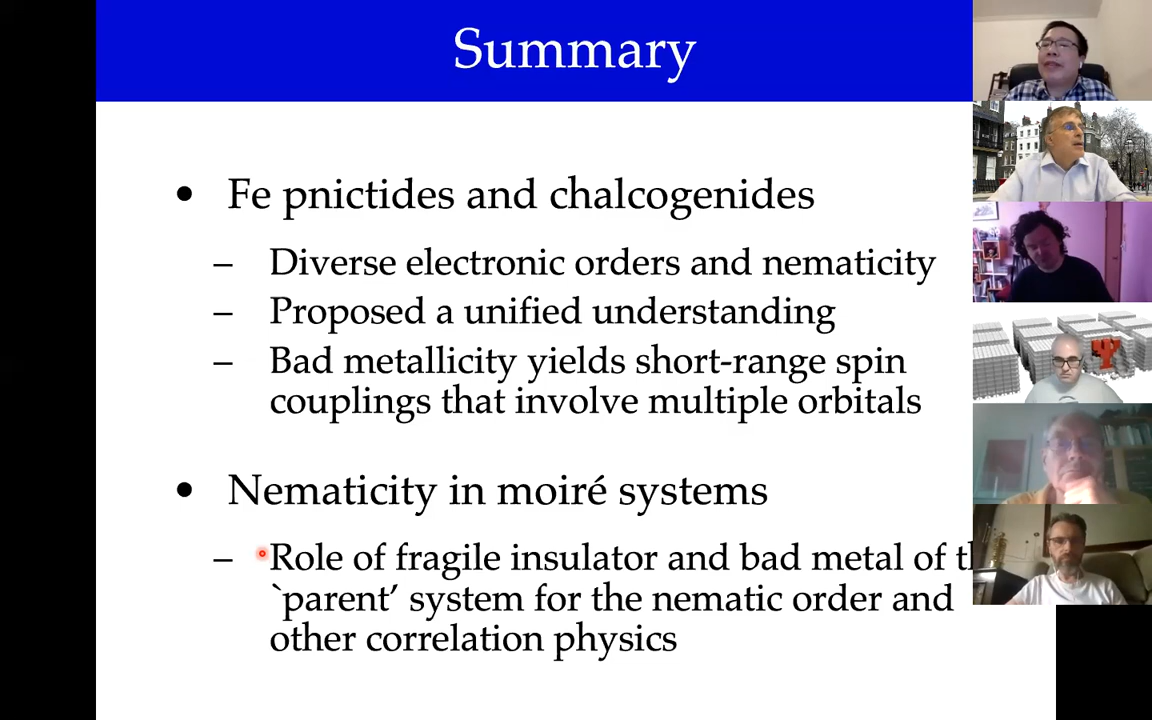 Summary
• Fe pnictides and chalcogenides
– Diverse electronic orders and nematicity
– Proposed a unified understanding
– Bad metallicity yields short-range spin
couplings that involve multiple orbitals
• Nematicity in moiré systems
– Role of fragile insulator and bad metal of
`parent’ system for the nematic order and
other correlation physics